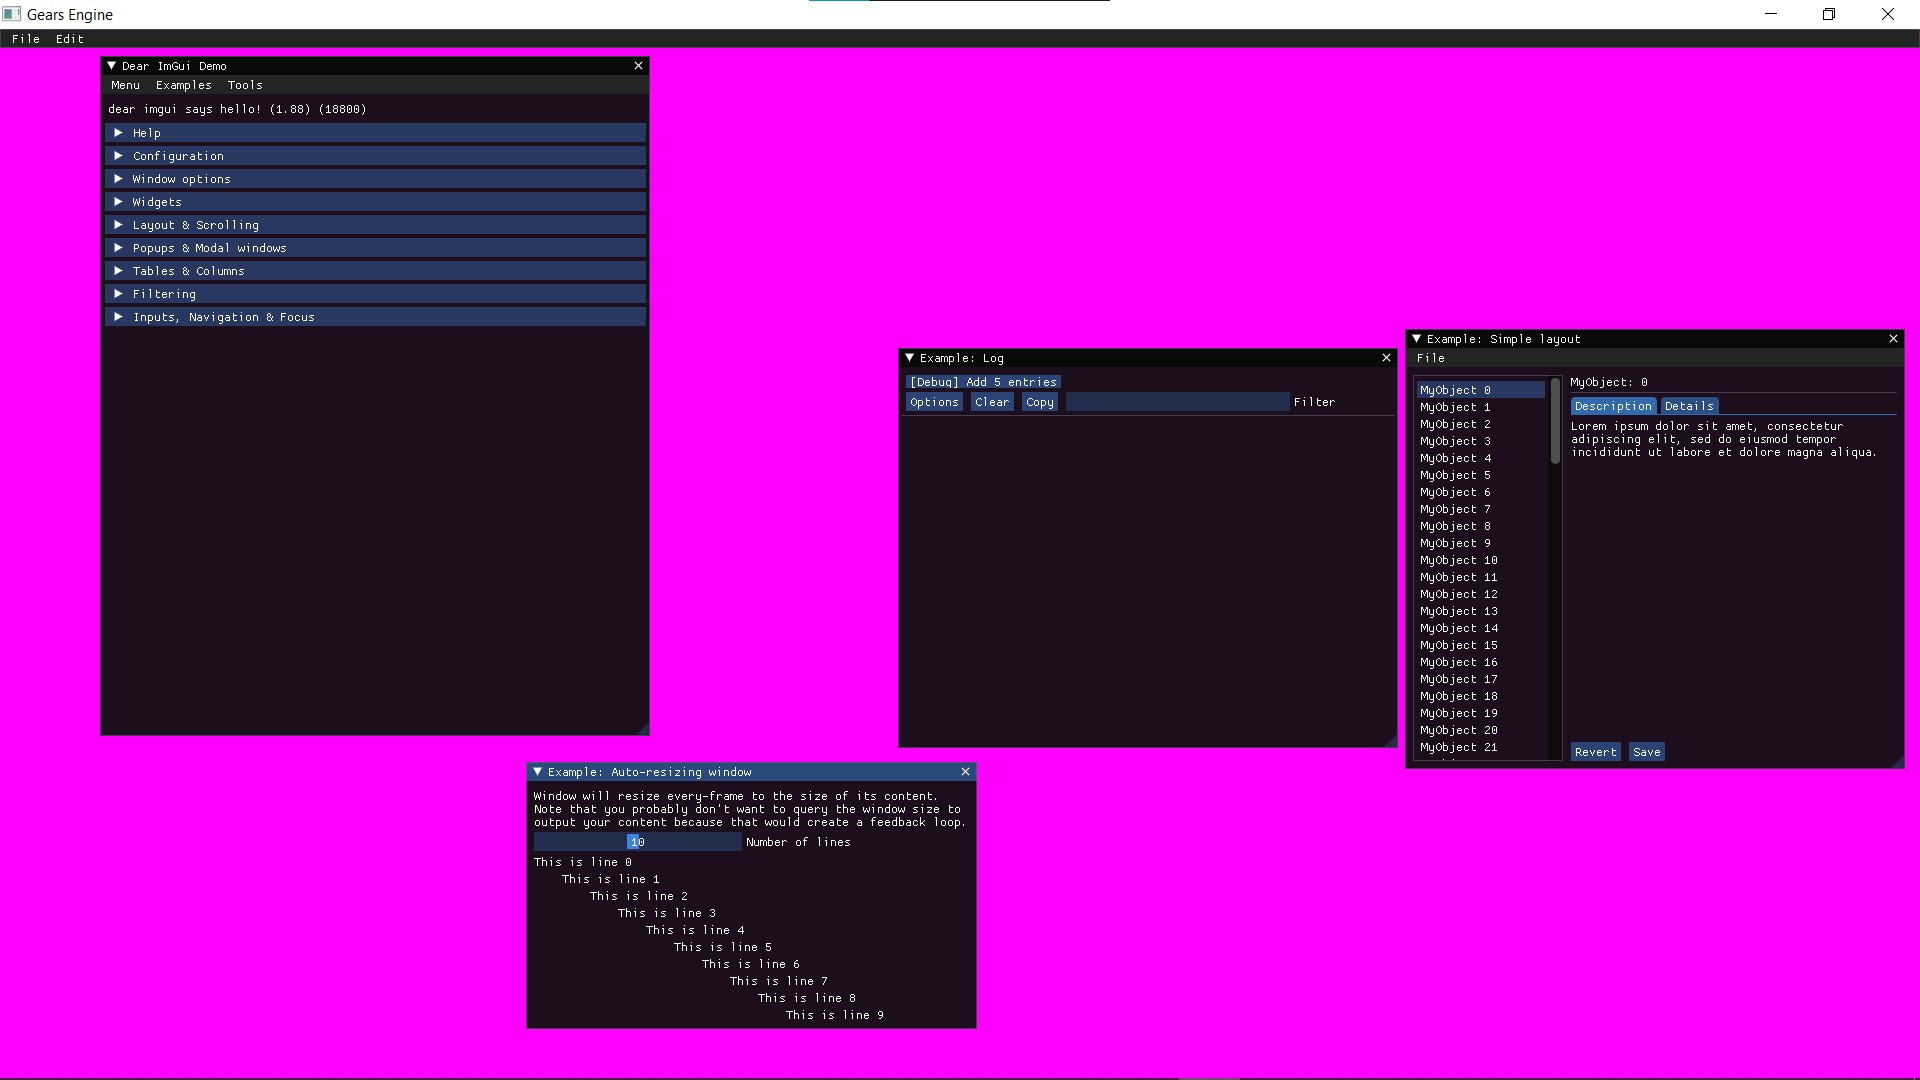 Gears Engine
File Edit
Dear ImGui Demo
Menu Examples Tools
dear imgui says hello! (1.88) (18800)
Help
Configuration
Window options
Widgets
Layout & Scrolling
Popups & Modal windows
Tables & Columns
Filtering
Inputs, Navigation & Focus
Example: Log
[Debug] Add 5 entries
Options Clear Copy Filter
Example: Simple layout
File
MyObject 0
MyObject 1
MyObject 2
MyObject 3
MyObject 4
MyObject 5
MyObject 6
MyObject 7
MyObject 8
MyObject 9
MyObject 10
MyObject 11
MyObject 12
MyObject 13
MyObject 14
MyObject 15
MyObject 16
MyObject 17
MyObject 18
MyObject 19
MyObject 20
MyObject 21
MyObject: 0
Description Details
Lorem ipsum dolor sit amet, consectetur
adipiscing elit, sed do eiusmod tempor
incididunt ut labore et dolore magna aliqua.
Revert Save
Example: Auto-resizing window
Window will resize every-frame to the size of its content.
Note that you probably don't want to query the window size to
output your content because that would create a feedback loop.
10 Number of lines
This is line 0
This is line 1
This is line 2
This is line 3
This is line 4
This is line 5
This is line 6
This is line 7
This is line 8
This is line 9